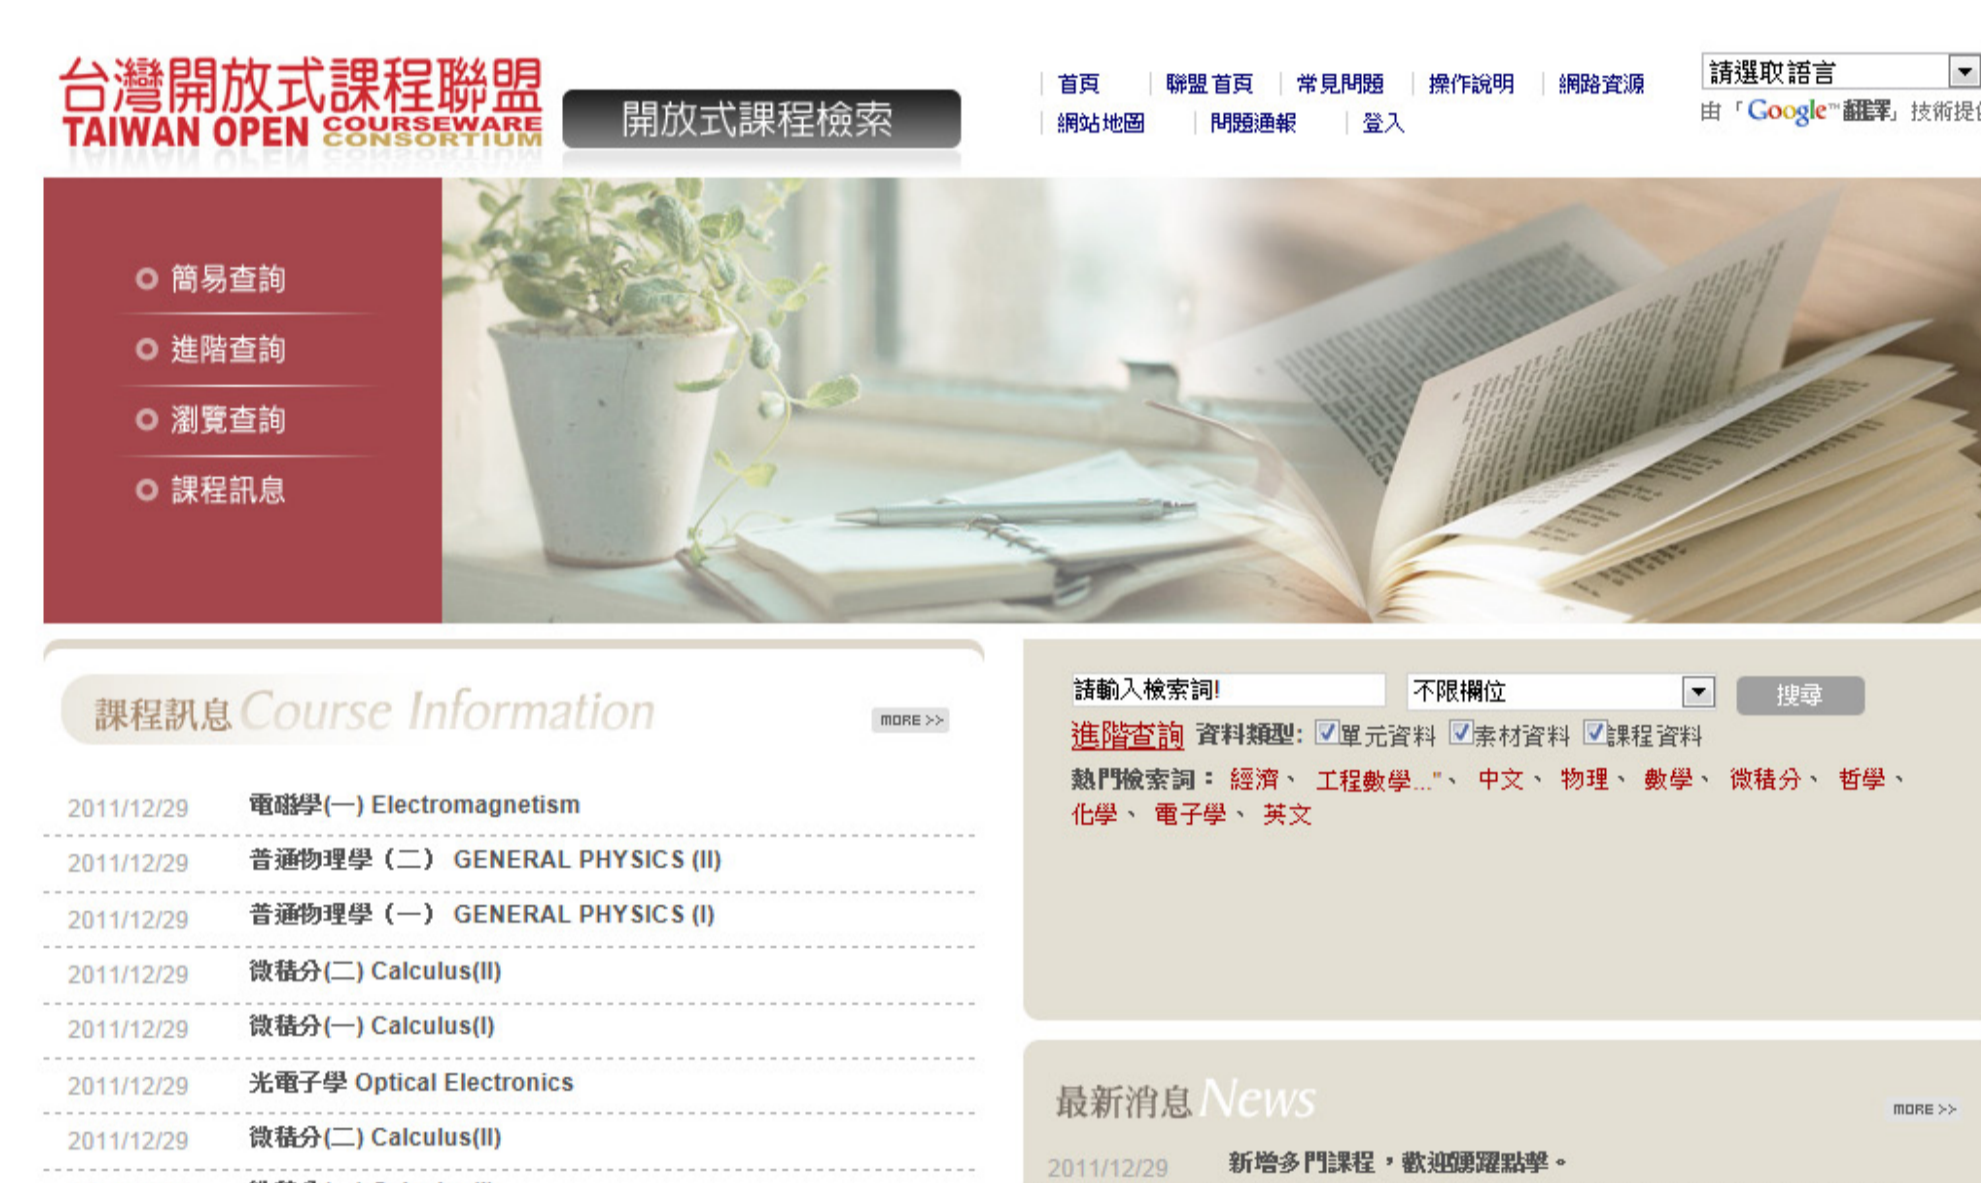 台灣開放式課程聯盟
TAIWAN OPEN COURSEWARE CONSORTIUM
開放式課程檢索
首頁 聯盟首頁 常見問題 操作說明 網路資源
網站地圖 問題通報 登入
請選取語言
由「Google™翻譯」技術提
簡易查詢
進階查詢
瀏覽查詢
課程訊息
課程訊息 Course Information
MORE >>
2011/12/29 電磁學(一) Electromagnetism
2011/12/29 普通物理學（二） GENERAL PHYSICS (II)
2011/12/29 普通物理學（一） GENERAL PHYSICS (I)
2011/12/29 微積分(二) Calculus(II)
2011/12/29 微積分(一) Calculus(I)
2011/12/29 光電子學 Optical Electronics
2011/12/29 微積分(二) Calculus(II)
請輸入檢索詞!
不限欄位
搜尋
進階查詢 資料類型: 單元資料 素材資料 課程資料
熱門檢索詞： 經濟、 工程數學..."、 中文、 物理、 數學、 微積分、 哲學、
化學、 電子學、 英文
最新消息 News
MORE >>
2011/12/29 新增多門課程，歡迎踴躍點擊。